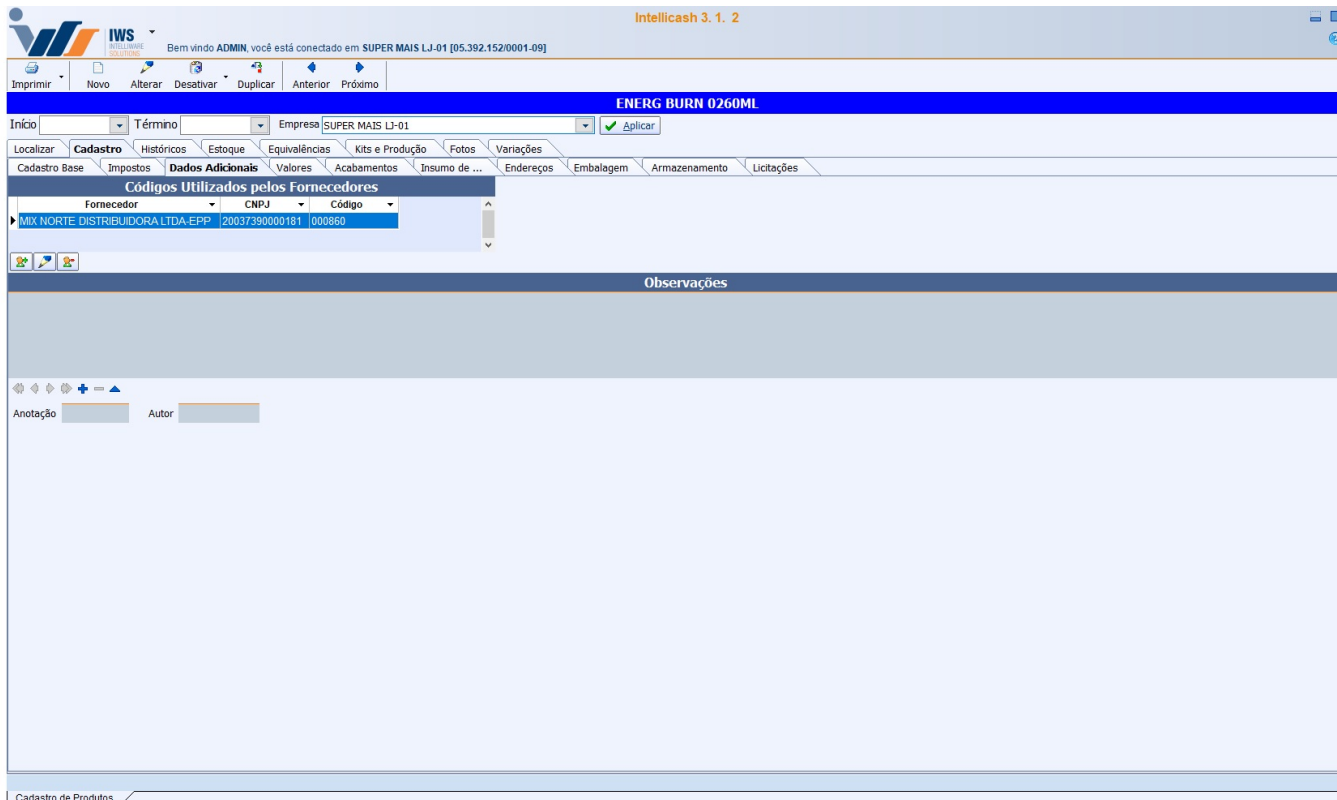 Intellicash 3. 1. 2
IWS
INTELLIWARE
SOLUTIONS
Bem vindo ADMIN, você está conectado em SUPER MAIS LJ-01 [05.392.152/0001-09]
Imprimir Novo Alterar Desativar Duplicar Anterior Próximo
ENERG BURN 0260ML
Início Término Empresa SUPER MAIS LJ-01 Aplicar
Localizar Cadastro Históricos Estoque Equivalências Kits e Produção Fotos Variações
Cadastro Base Impostos Dados Adicionais Valores Acabamentos Insumo de ... Endereços Embalagem Armazenamento Licitações
Códigos Utilizados pelos Fornecedores
Fornecedor CNPJ Código
MIX NORTE DISTRIBUIDORA LTDA-EPP 20037390000181 000860
Observações
Anotação Autor
Cadastro de Produtos